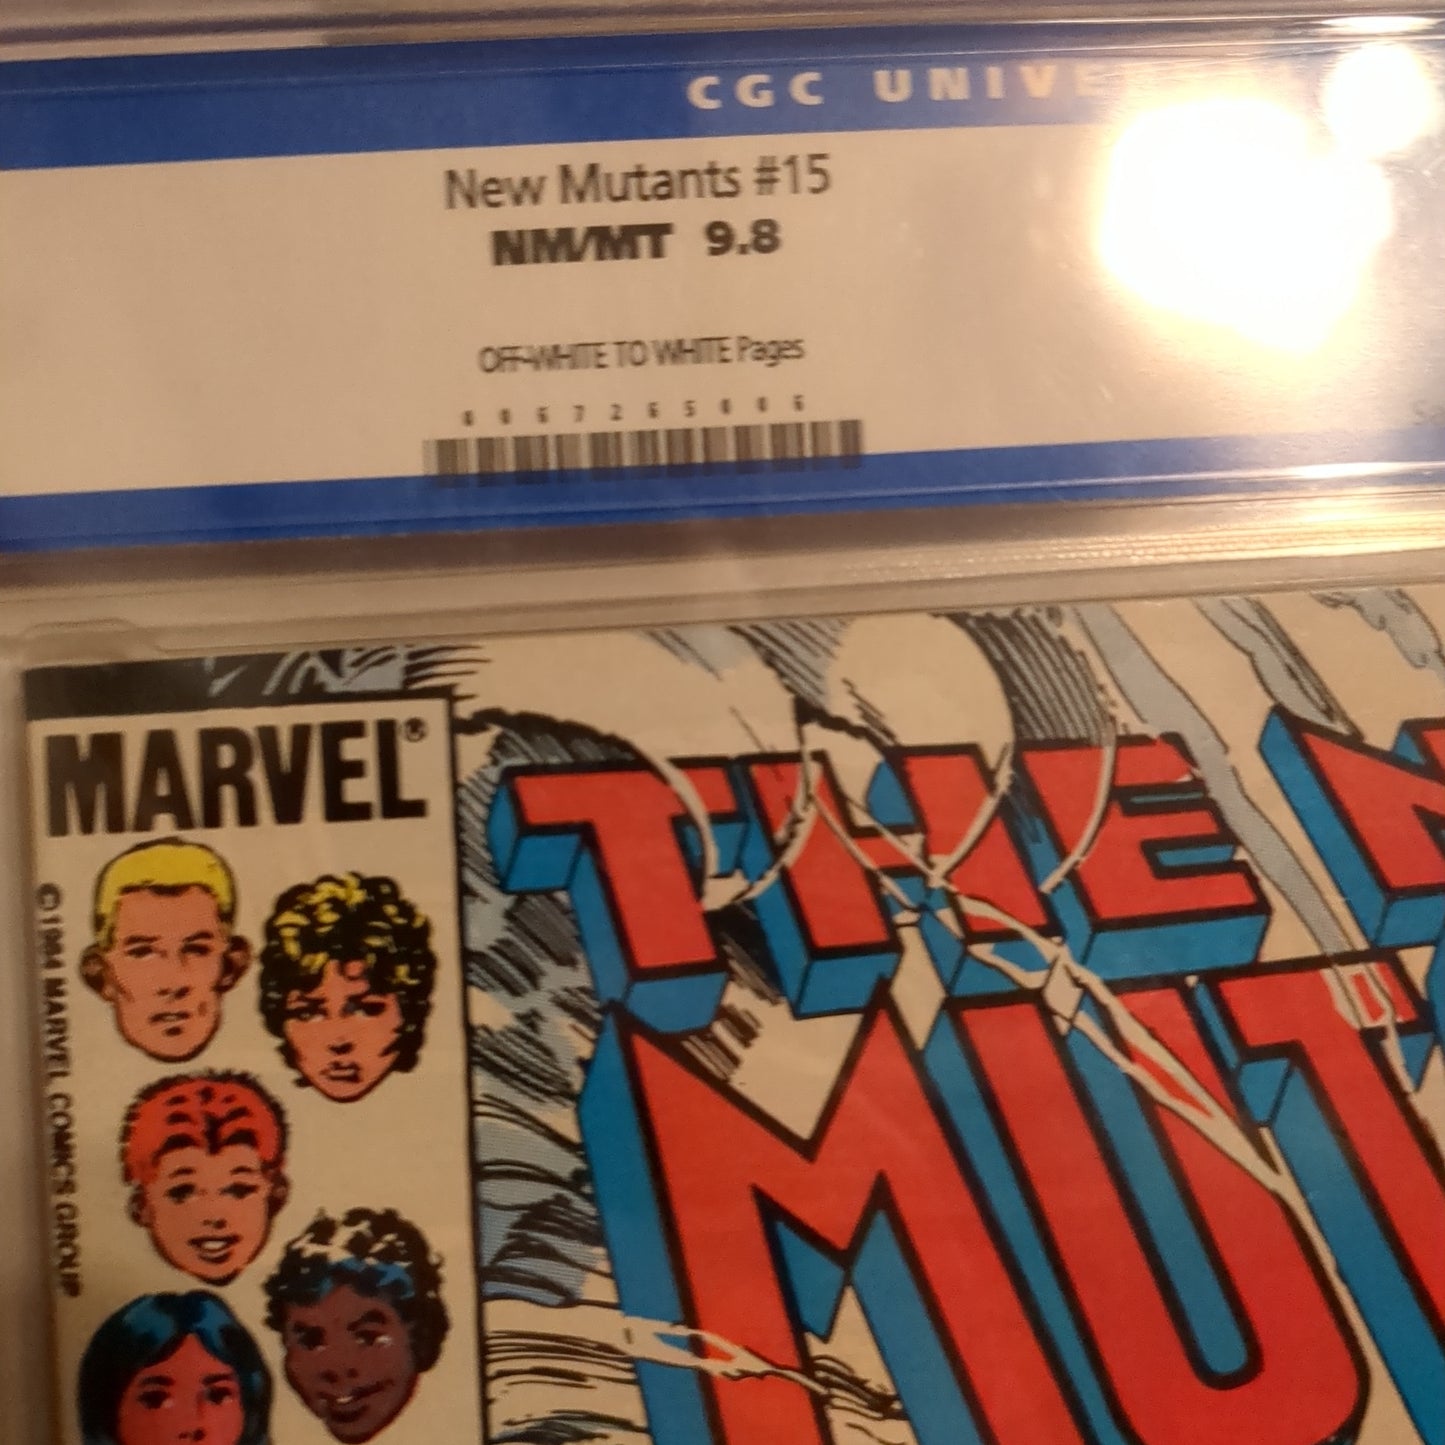 CGC UNIVE
New Mutants #15
NM/MT 9.8
OFF-WHITE TO WHITE Pages
0067265006
MARVEL®
©1984 MARVEL COMICS GROUP
THE N
MUT